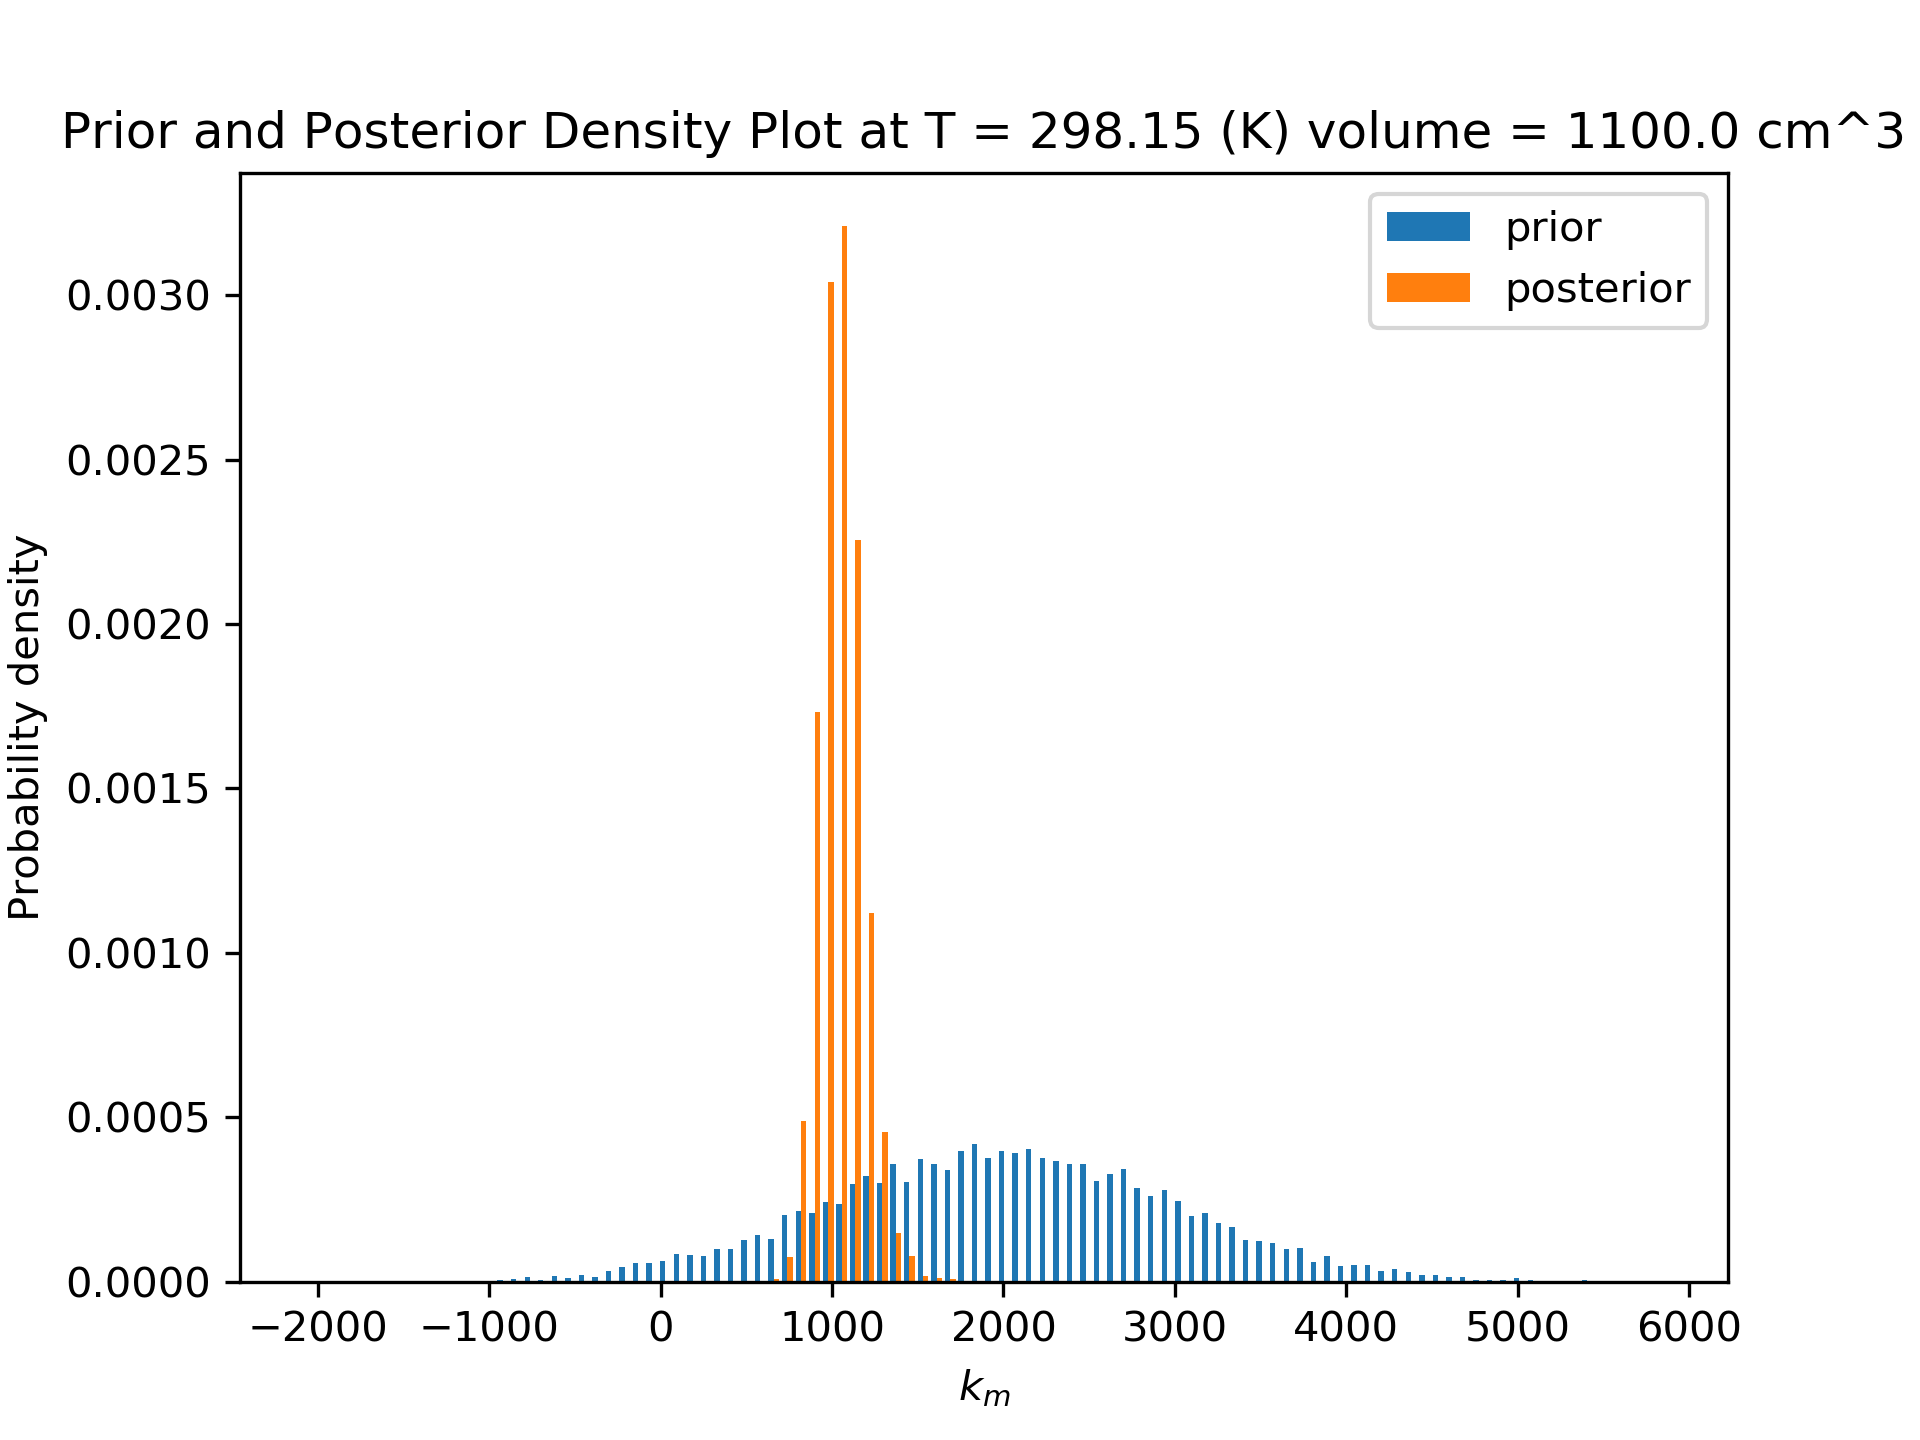 Prior and Posterior Density Plot at T = 298.15 (K) volume = 1100.0 cm^3
prior
posterior
Probability density
0.0030
0.0025
0.0020
0.0015
0.0010
0.0005
0.0000
−2000 −1000 0 1000 2000 3000 4000 5000 6000
k_m